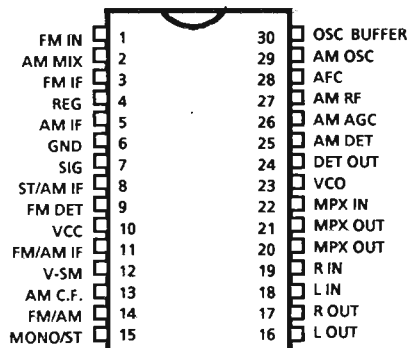 FM IN 1 30 OSC BUFFER
AM MIX 2 29 AM OSC
FM IF 3 28 AFC
REG 4 27 AM RF
AM IF 5 26 AM AGC
GND 6 25 AM DET
SIG 7 24 DET OUT
ST/AM IF 8 23 VCO
FM DET 9 22 MPX IN
VCC 10 21 MPX OUT
FM/AM IF 11 20 MPX OUT
V-SM 12 19 R IN
AM C.F. 13 18 L IN
FM/AM 14 17 R OUT
MONO/ST 15 16 L OUT